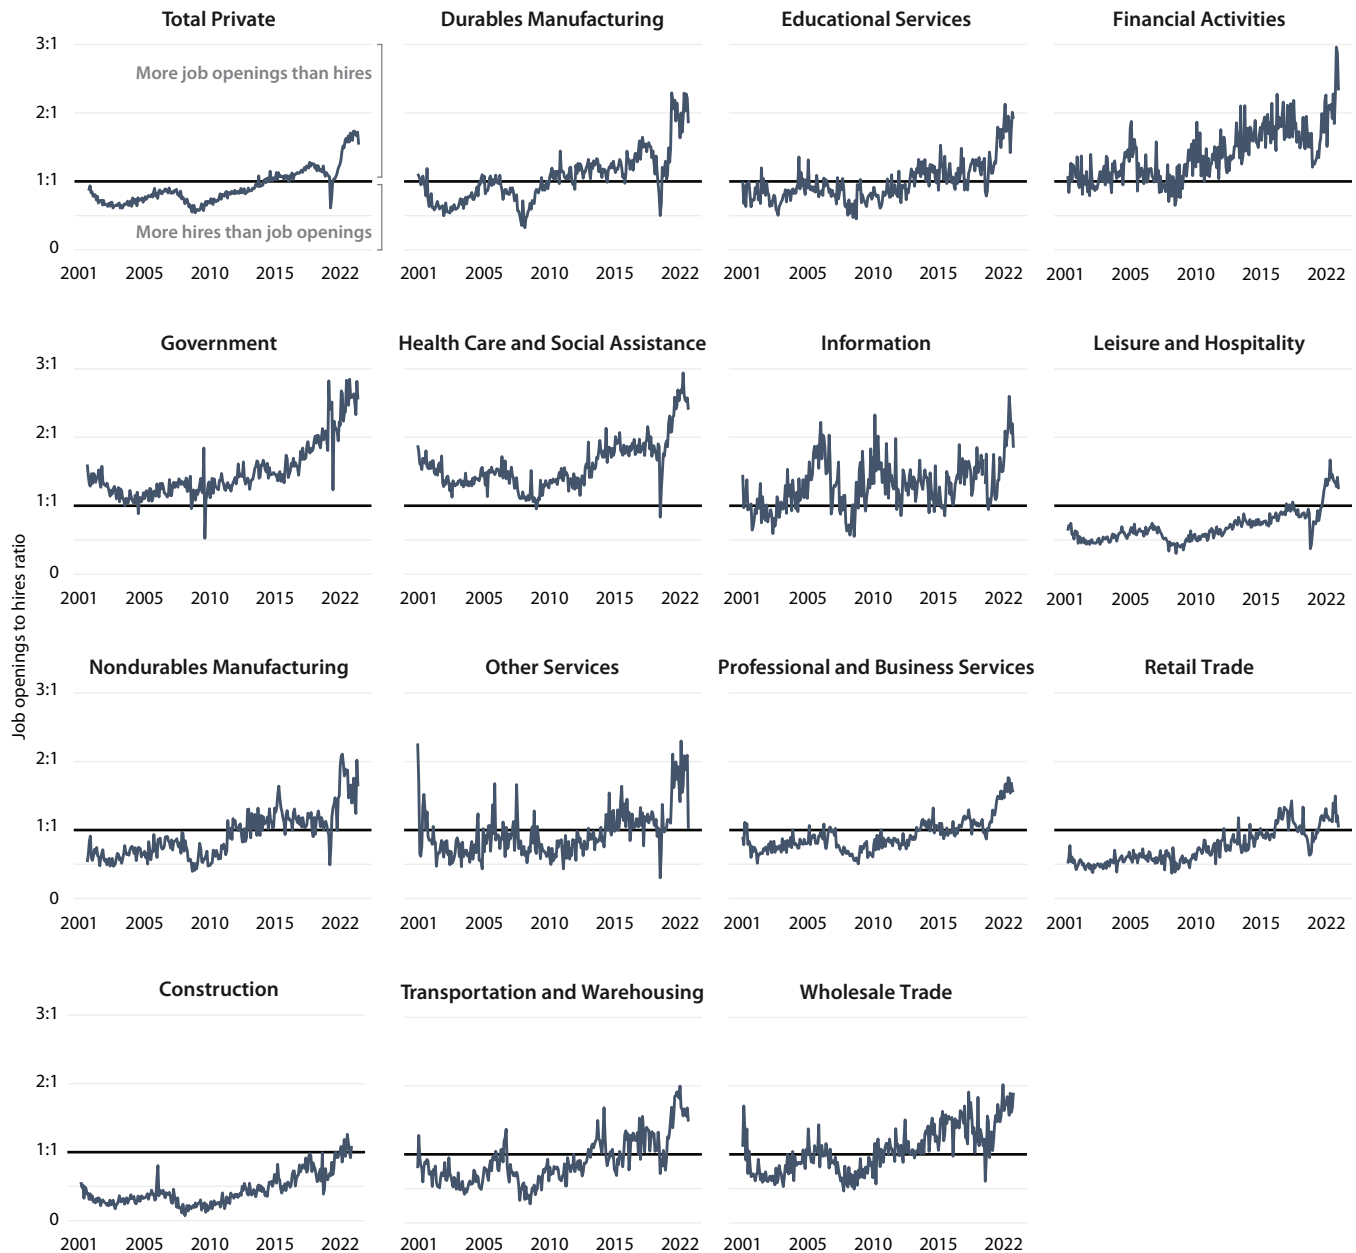 Total Private
Durables Manufacturing
Educational Services
Financial Activities
3:1
2:1
1:1
0
More job openings than hires
More hires than job openings
2001 2005 2010 2015 2022
2001 2005 2010 2015 2022
2001 2005 2010 2015 2022
2001 2005 2010 2015 2022
Government
Health Care and Social Assistance
Information
Leisure and Hospitality
3:1
2:1
1:1
0
2001 2005 2010 2015 2022
2001 2005 2010 2015 2022
2001 2005 2010 2015 2022
2001 2005 2010 2015 2022
Job openings to hires ratio
Nondurables Manufacturing
Other Services
Professional and Business Services
Retail Trade
3:1
2:1
1:1
0
2001 2005 2010 2015 2022
2001 2005 2010 2015 2022
2001 2005 2010 2015 2022
2001 2005 2010 2015 2022
Construction
Transportation and Warehousing
Wholesale Trade
3:1
2:1
1:1
0
2001 2005 2010 2015 2022
2001 2005 2010 2015 2022
2001 2005 2010 2015 2022